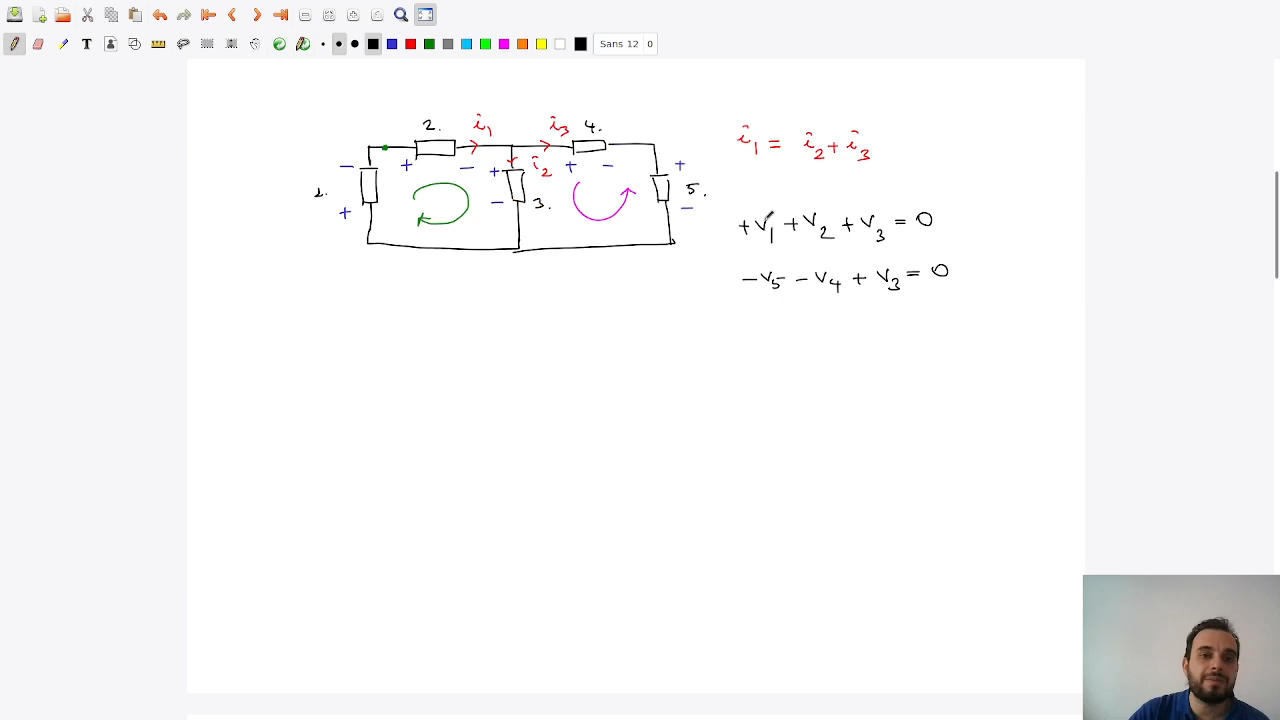 T
Sans 12 0
2. i₁ i₃ 4.
- + - + i₂ + - +
1. 3. 5.
+ - -
i₁ = i₂ + i₃
+ V₁ + V₂ + V₃ = 0
- V₅ - V₄ + V₃ = 0